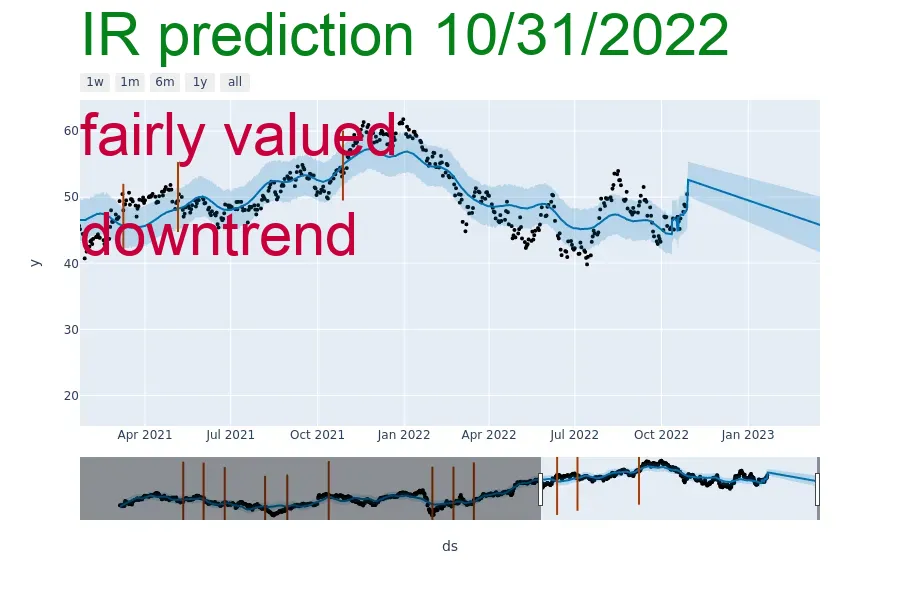 IR prediction 10/31/2022
1w 1m 6m 1y all
fairly valued
downtrend
60
50
40
30
20
y
Apr 2021 Jul 2021 Oct 2021 Jan 2022 Apr 2022 Jul 2022 Oct 2022 Jan 2023
ds